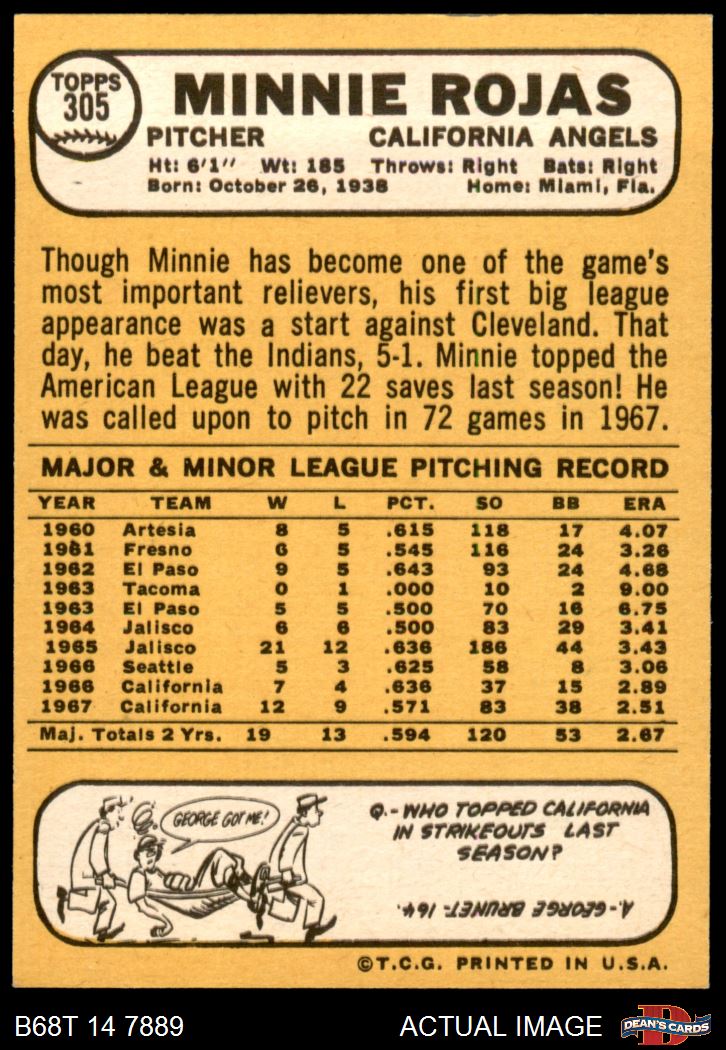 TOPPS
305
MINNIE ROJAS
PITCHER CALIFORNIA ANGELS
Ht: 6'1" Wt: 185 Throws: Right Bats: Right
Born: October 26, 1938 Home: Miami, Fla.
Though Minnie has become one of the game's
most important relievers, his first big league
appearance was a start against Cleveland. That
day, he beat the Indians, 5-1. Minnie topped the
American League with 22 saves last season! He
was called upon to pitch in 72 games in 1967.
MAJOR & MINOR LEAGUE PITCHING RECORD
YEAR TEAM W L PCT. SO BB ERA
1960 Artesia 8 5 .615 118 17 4.07
1961 Fresno 6 5 .545 116 24 3.26
1962 El Paso 9 5 .643 93 24 4.68
1963 Tacoma 0 1 .000 10 2 9.00
1963 El Paso 5 5 .500 70 16 6.75
1964 Jalisco 6 6 .500 83 29 3.41
1965 Jalisco 21 12 .636 186 44 3.43
1966 Seattle 5 3 .625 58 8 3.06
1966 California 7 4 .636 37 15 2.89
1967 California 12 9 .571 83 38 2.51
Maj. Totals 2 Yrs. 19 13 .594 120 53 2.67
GEORGE GOT ME!
Q.-WHO TOPPED CALIFORNIA
IN STRIKEOUTS LAST
SEASON?
A-GEORGE BRUNET-164.
©T.C.G. PRINTED IN U.S.A.
B68T 14 7889 ACTUAL IMAGE
D
DEAN'S CARDS